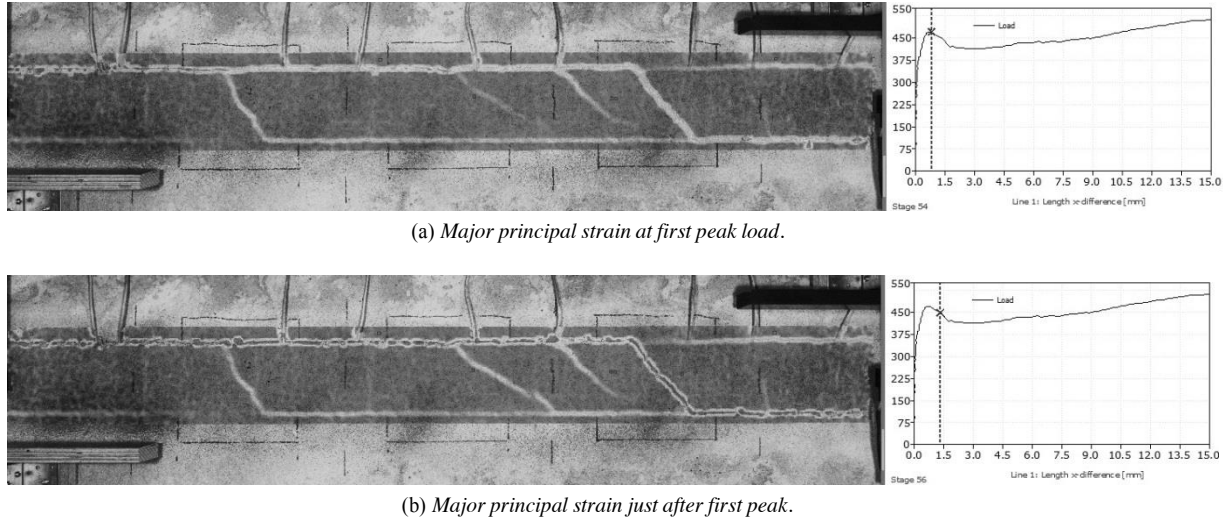 550
450
375
300
225
150
75
0
Load
0.0 1.5 3.0 4.5 6.0 7.5 9.0 10.5 12.0 13.5 15.0
Stage 54
Line 1: Length x-difference [mm]
(a) Major principal strain at first peak load.
550
450
375
300
225
150
75
0
Load
0.0 1.5 3.0 4.5 6.0 7.5 9.0 10.5 12.0 13.5 15.0
Stage 56
Line 1: Length x-difference [mm]
(b) Major principal strain just after first peak.